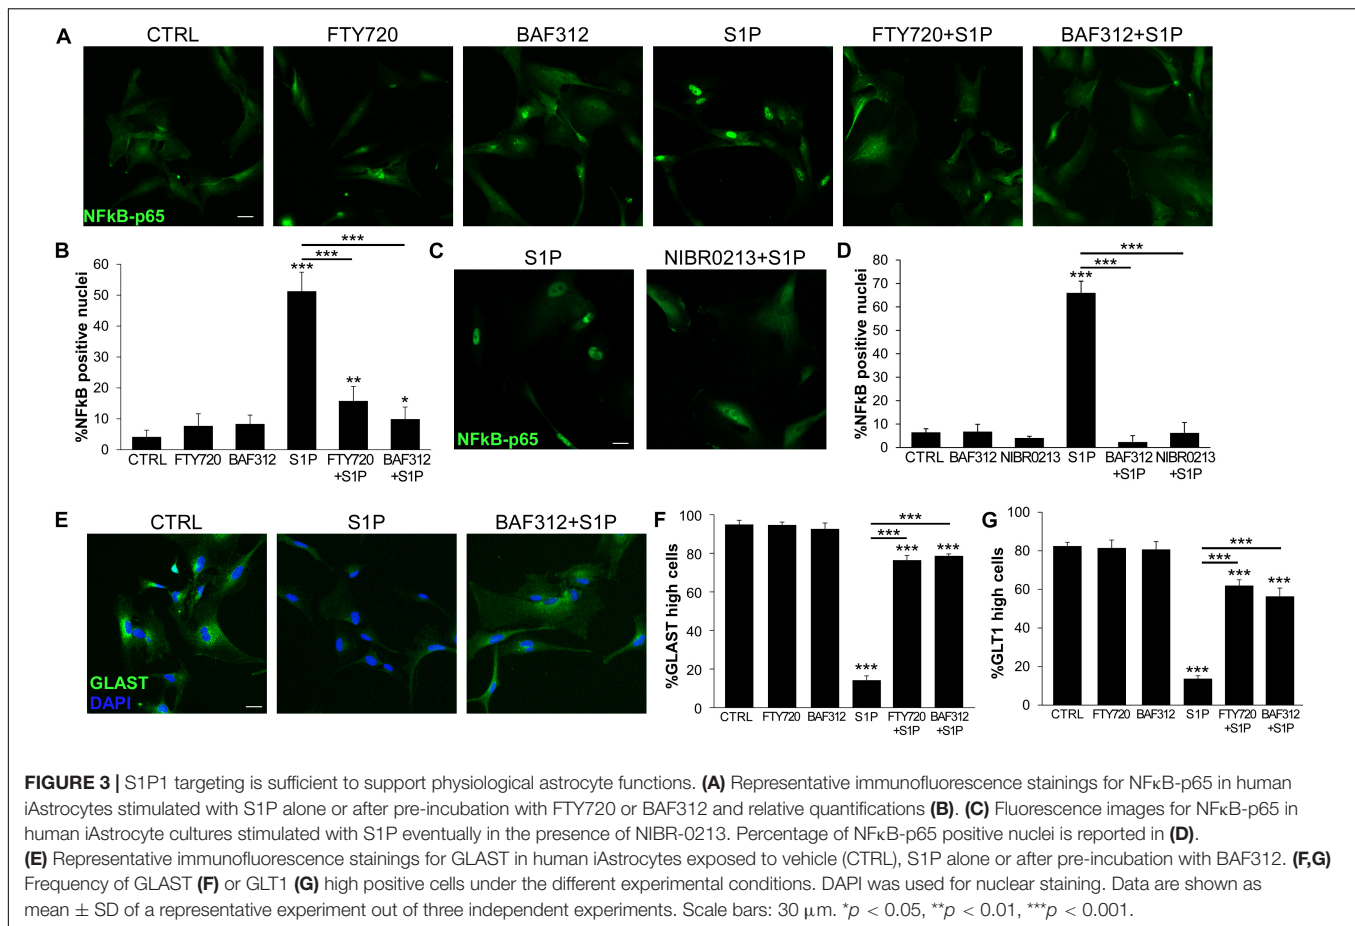 A
CTRL
FTY720
BAF312
S1P
FTY720+S1P
BAF312+S1P
NFkB-p65
B
%NFkB positive nuclei
60
50
40
30
20
10
0
***
***
***
**
*
CTRL
FTY720
BAF312
S1P
FTY720
+S1P
BAF312
+S1P
C
S1P
NIBR0213+S1P
NFkB-p65
D
%NFkB positive nuclei
80
70
60
50
40
30
20
10
0
***
***
***
CTRL
BAF312
NIBR0213
S1P
BAF312
+S1P
NIBR0213
+S1P
E
CTRL
S1P
BAF312+S1P
GLAST
DAPI
F
%GLAST high cells
100
80
60
40
20
0
***
***
***
***
***
CTRL
FTY720
BAF312
S1P
FTY720
+S1P
BAF312
+S1P
G
%GLT1 high cells
100
80
60
40
20
0
***
***
***
***
***
CTRL
FTY720
BAF312
S1P
FTY720
+S1P
BAF312
+S1P
FIGURE 3 | S1P1 targeting is sufficient to support physiological astrocyte functions. (A) Representative immunofluorescence stainings for NFκB-p65 in human
iAstrocytes stimulated with S1P alone or after pre-incubation with FTY720 or BAF312 and relative quantifications (B). (C) Fluorescence images for NFκB-p65 in
human iAstrocyte cultures stimulated with S1P eventually in the presence of NIBR-0213. Percentage of NFκB-p65 positive nuclei is reported in (D).
(E) Representative immunofluorescence stainings for GLAST in human iAstrocytes exposed to vehicle (CTRL), S1P alone or after pre-incubation with BAF312. (F,G)
Frequency of GLAST (F) or GLT1 (G) high positive cells under the different experimental conditions. DAPI was used for nuclear staining. Data are shown as
mean ± SD of a representative experiment out of three independent experiments. Scale bars: 30 μm. *p < 0.05, **p < 0.01, ***p < 0.001.